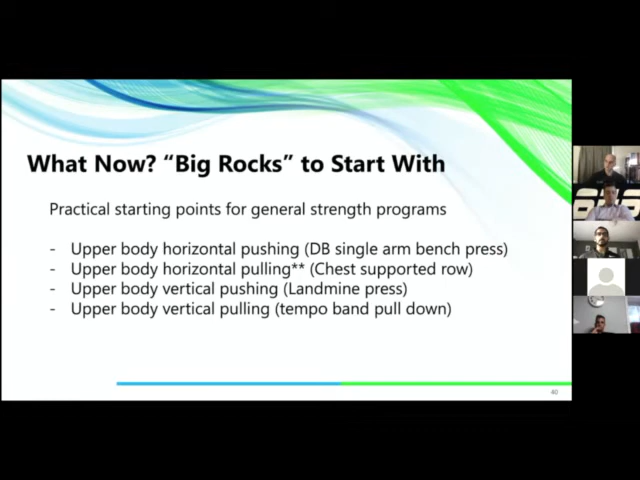 What Now? “Big Rocks” to Start With
Practical starting points for general strength programs
- Upper body horizontal pushing (DB single arm bench press)
- Upper body horizontal pulling** (Chest supported row)
- Upper body vertical pushing (Landmine press)
- Upper body vertical pulling (tempo band pull down)
40